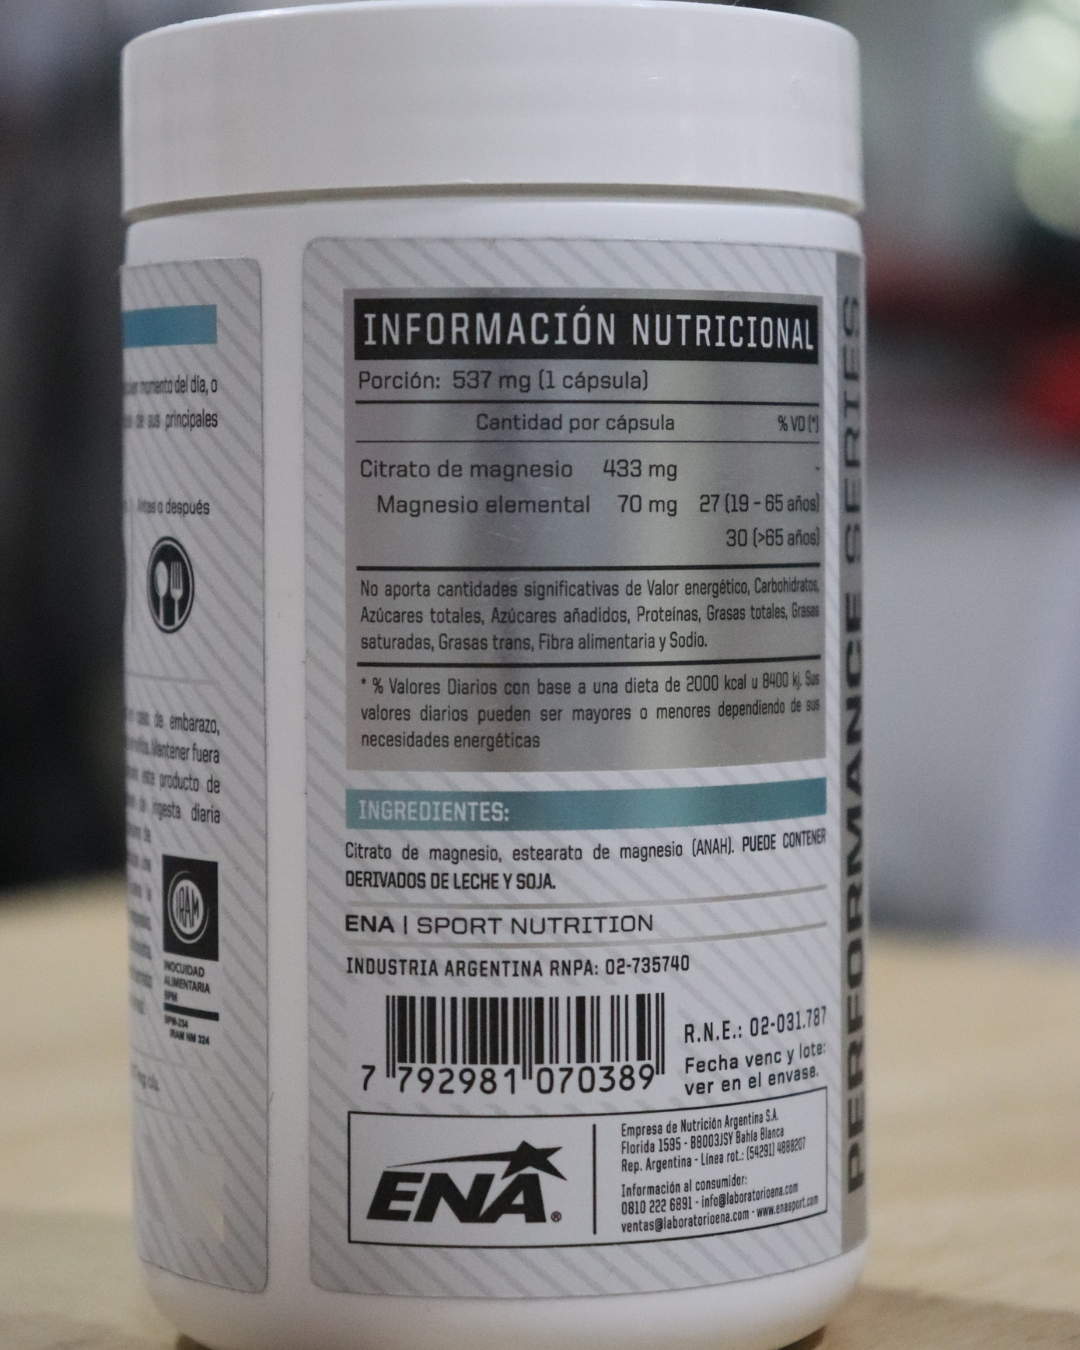 momento del día, o
de sus principales
Antes o después
de embarazo,
Mantener fuera
este producto de
ingesta diaria
IRAM
INOCUIDAD
ALIMENTARIA
BPM
BPM-234
IRAM NM 324
INFORMACIÓN NUTRICIONAL
Porción: 537 mg (1 cápsula)
Cantidad por cápsula % VD (*)
Citrato de magnesio 433 mg -
Magnesio elemental 70 mg 27 (19 - 65 años)
30 (>65 años)
No aporta cantidades significativas de Valor energético, Carbohidratos,
Azúcares totales, Azúcares añadidos, Proteínas, Grasas totales, Grasas
saturadas, Grasas trans, Fibra alimentaria y Sodio.
* % Valores Diarios con base a una dieta de 2000 kcal u 8400 kj. Sus
valores diarios pueden ser mayores o menores dependiendo de sus
necesidades energéticas
INGREDIENTES:
Citrato de magnesio, estearato de magnesio (ANAH). PUEDE CONTENER
DERIVADOS DE LECHE Y SOJA.
ENA | SPORT NUTRITION
INDUSTRIA ARGENTINA RNPA: 02-735740
7 792981 070389
R.N.E.: 02-031.787
Fecha venc y lote:
ver en el envase.
ENA®
Empresa de Nutrición Argentina S.A.
Florida 1595 - B8003JSY Bahía Blanca
Rep. Argentina - Línea rot.: (54291) 4888207
Información al consumidor:
0810 222 6891 - info@laboratorioena.com
ventas@laboratorioena.com - www.enasport.com
PERFORMANCE SERIES